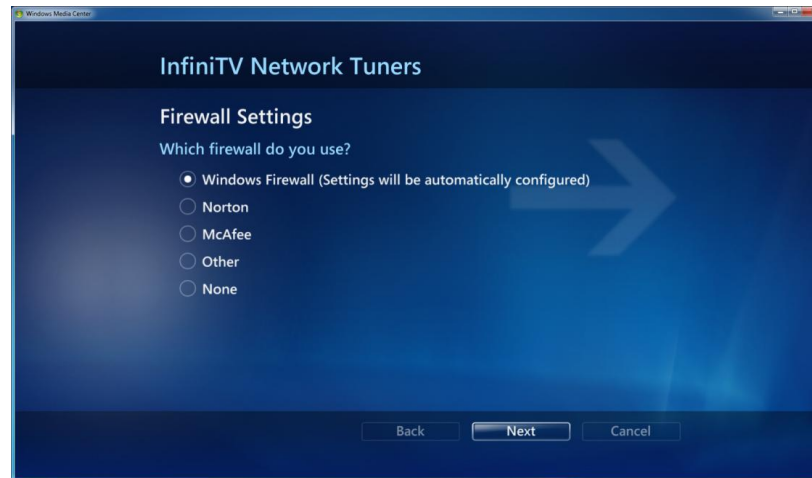 Windows Media Center
InfiniTV Network Tuners
Firewall Settings
Which firewall do you use?
Windows Firewall (Settings will be automatically configured)
Norton
McAfee
Other
None
Back Next Cancel